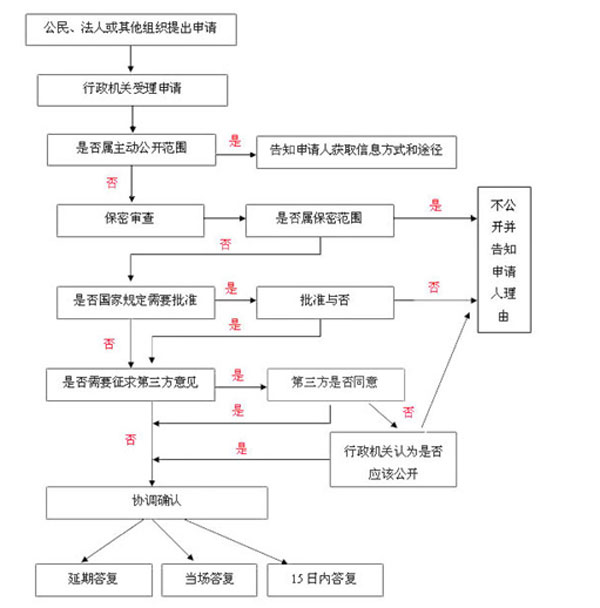 公民、法人或其他组织提出申请
行政机关受理申请
是否属主动公开范围
是
告知申请人获取信息方式和途径
否
保密审查
是否属保密范围
是
不公
开并
告知
申请
人理
由
否
是否国家规定需要批准
是
批准与否
否
是
否
是否需要征求第三方意见
是
第三方是否同意
是
否
否
是
行政机关认为是否
应该公开
协调确认
延期答复
当场答复
15日内答复